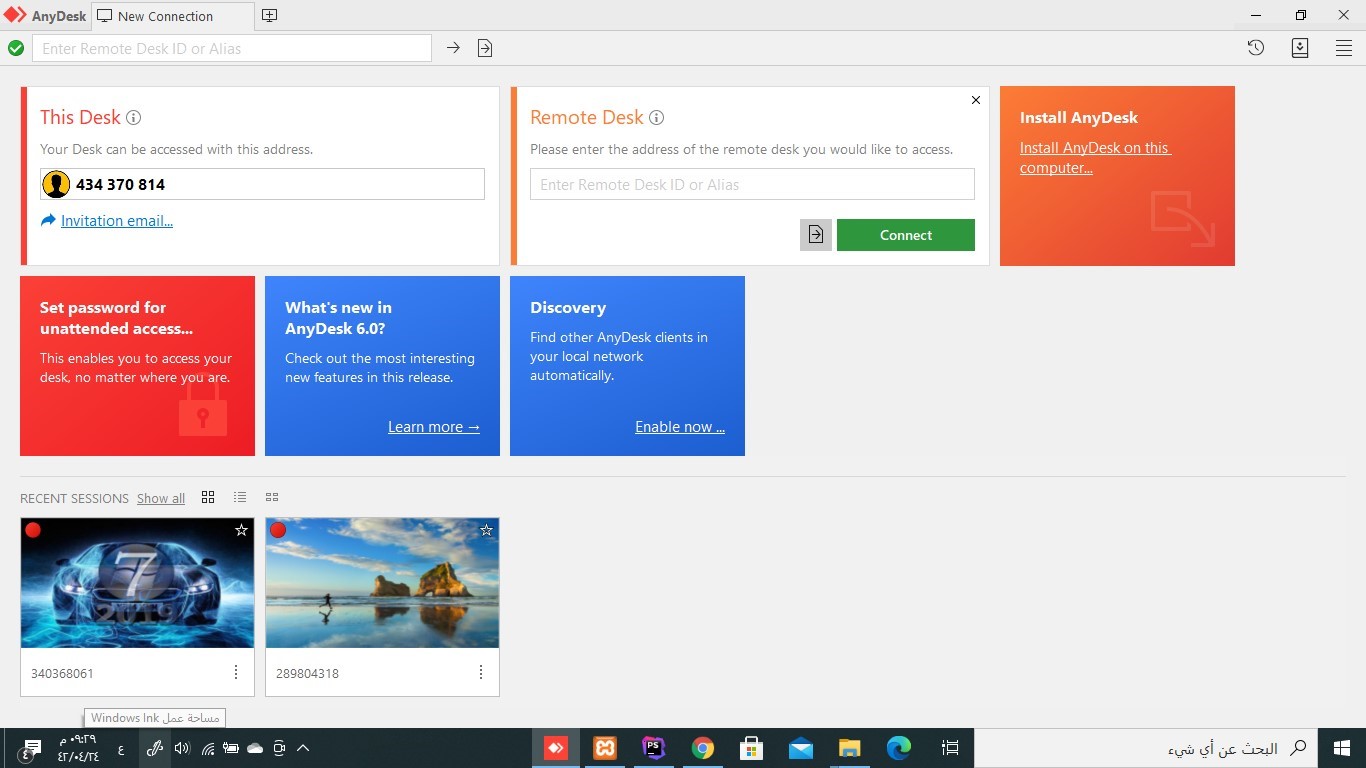 AnyDesk
New Connection
Enter Remote Desk ID or Alias
This Desk
Your Desk can be accessed with this address.
434 370 814
Invitation email...
Remote Desk
Please enter the address of the remote desk you would like to access.
Enter Remote Desk ID or Alias
Connect
Install AnyDesk
Install AnyDesk on this
computer...
Set password for
unattended access...
This enables you to access your
desk, no matter where you are.
What's new in
AnyDesk 6.0?
Check out the most interesting
new features in this release.
Learn more →
Discovery
Find other AnyDesk clients in
your local network
automatically.
Enable now ...
RECENT SESSIONS Show all
7
2019
340368061
289804318
مساحة عمل Windows Ink
٠٩:٢٩ م
٤٢/٠٤/٢٤
٤
ع
PS
البحث عن أي شيء